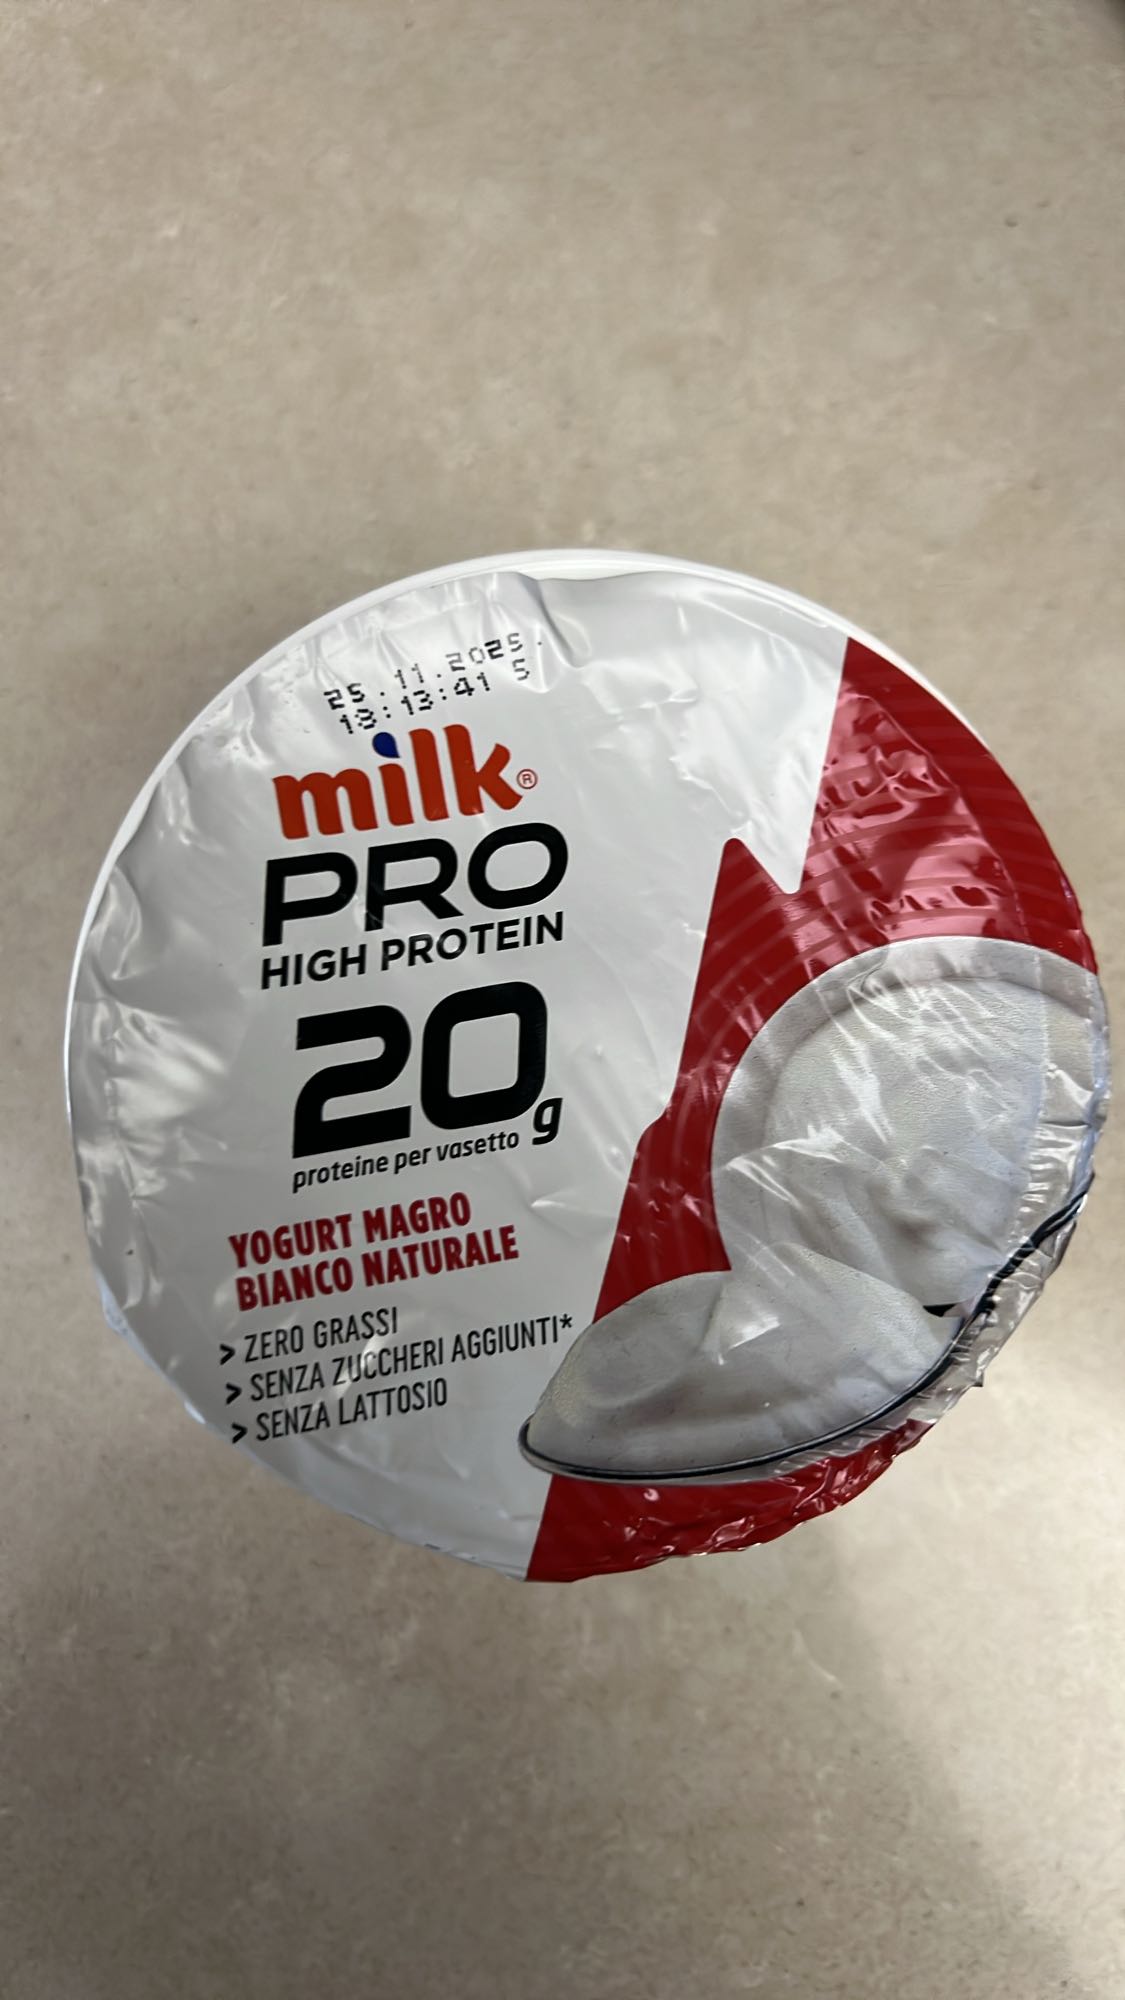 25.11.2025.
18:13:41 5
milk®
PRO
HIGH PROTEIN
20g
proteine per vasetto
YOGURT MAGRO
BIANCO NATURALE
> ZERO GRASSI
> SENZA ZUCCHERI AGGIUNTI*
> SENZA LATTOSIO